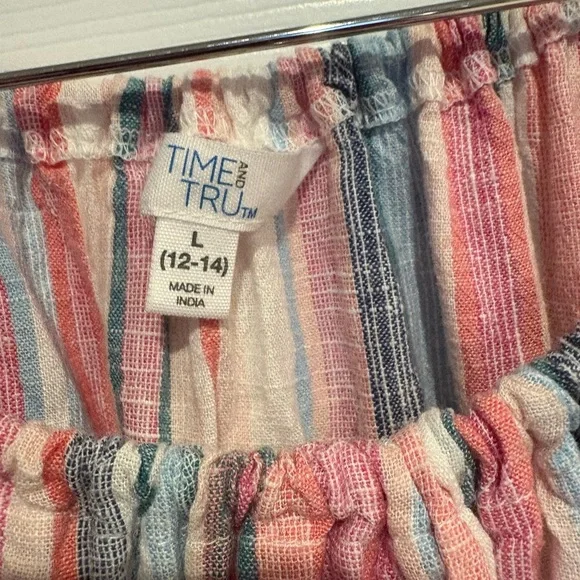 TIME AND
TRU™
L
(12-14)
MADE IN
INDIA